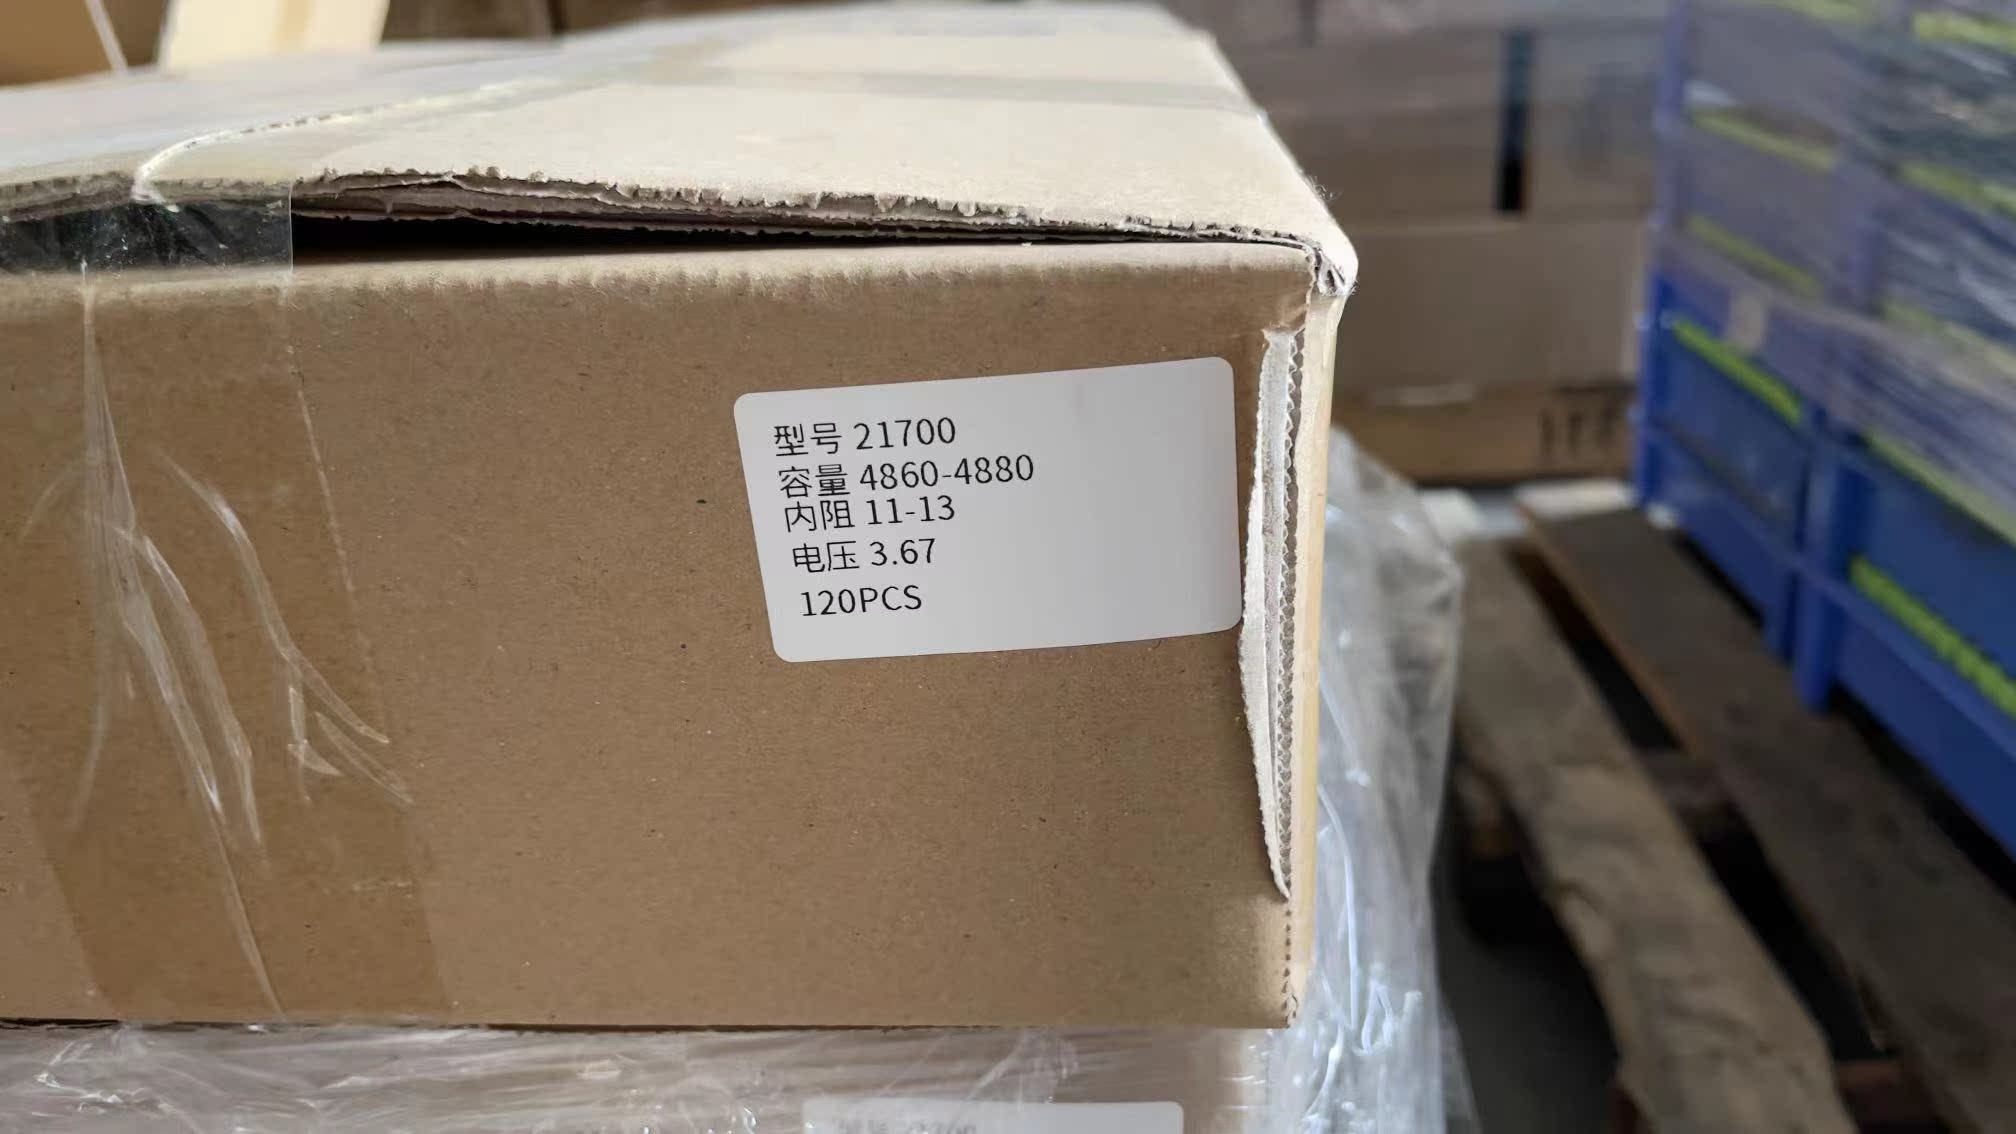 型号 21700
容量 4860-4880
内阻 11-13
电压 3.67
120PCS